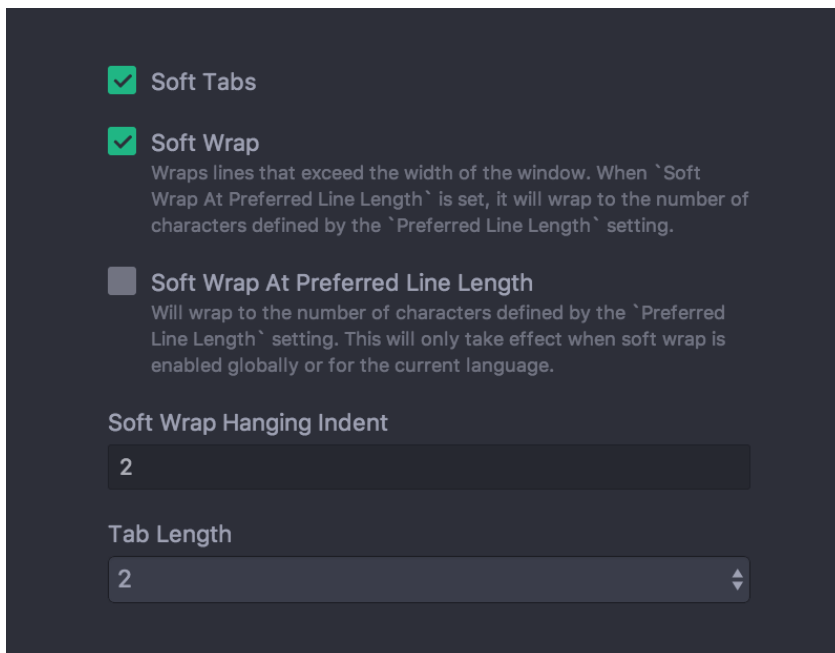 Soft Tabs
Soft Wrap
Wraps lines that exceed the width of the window. When `Soft
Wrap At Preferred Line Length` is set, it will wrap to the number of
characters defined by the `Preferred Line Length` setting.
Soft Wrap At Preferred Line Length
Will wrap to the number of characters defined by the `Preferred
Line Length` setting. This will only take effect when soft wrap is
enabled globally or for the current language.
Soft Wrap Hanging Indent
2
Tab Length
2